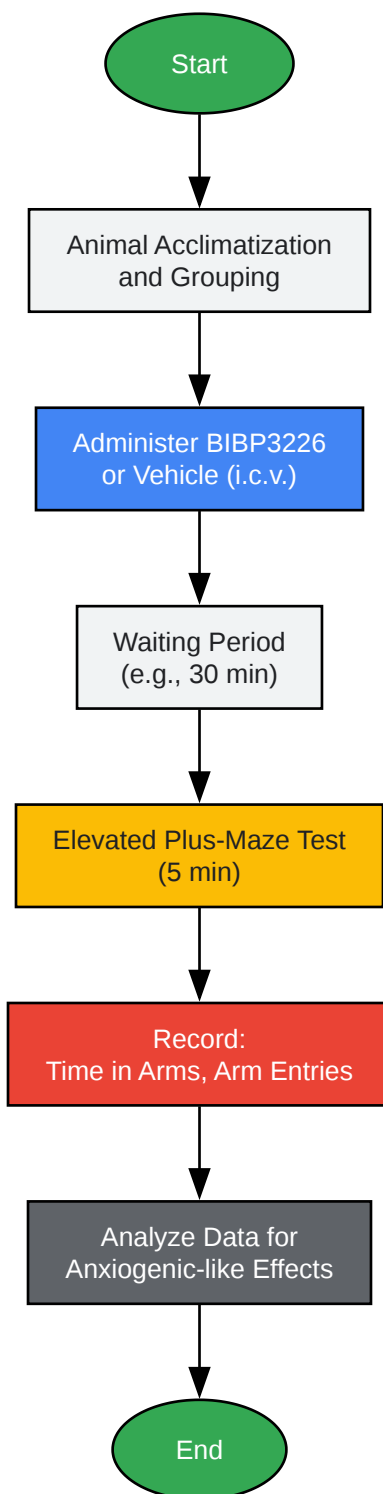 Start
Animal Acclimatization
and Grouping
Administer BIBP3226
or Vehicle (i.c.v.)
Waiting Period
(e.g., 30 min)
Elevated Plus-Maze Test
(5 min)
Record:
Time in Arms, Arm Entries
Analyze Data for
Anxiogenic-like Effects
End